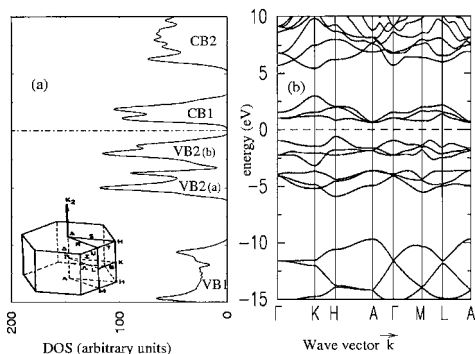 (a)
CB2
CB1
VB2(b)
VB2(a)
VB1
K2
200
100
0
DOS (arbitrary units)
(b)
10
5
0
−5
−10
−15
energy (eV)
Γ K H A Γ M L A
Wave vector k